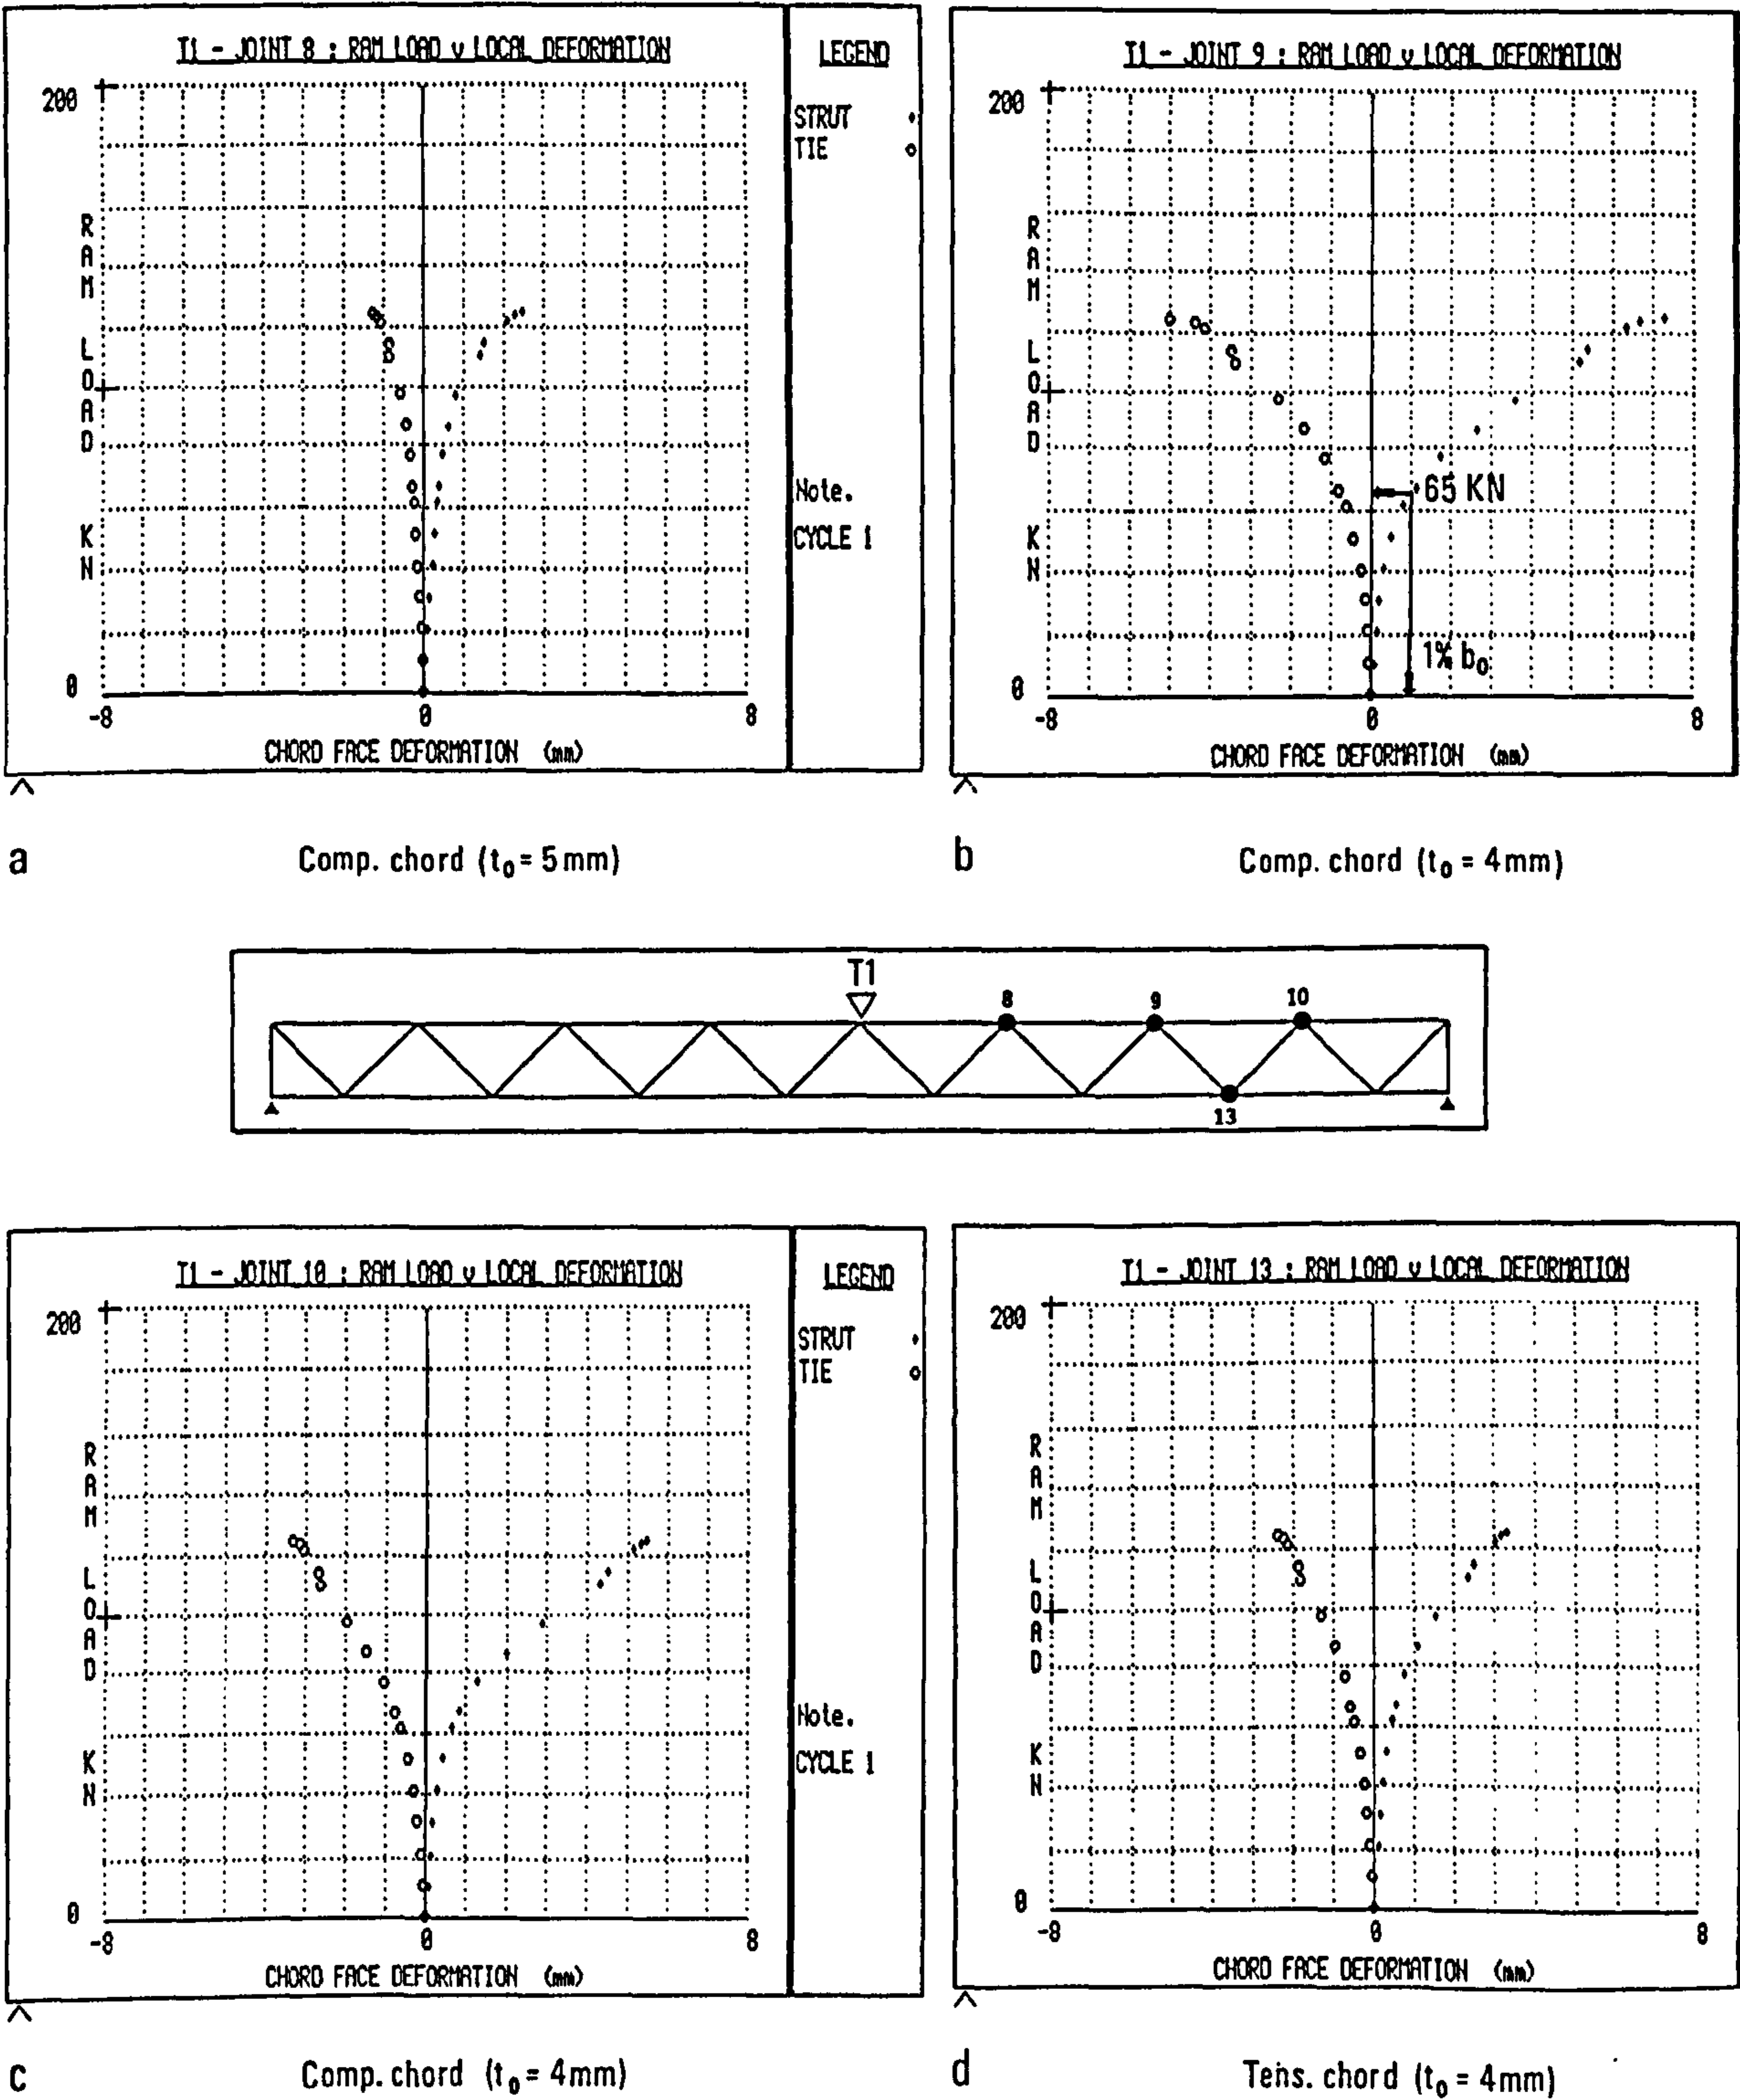 T1 - JOINT 8 : RAM LOAD v LOCAL DEFORMATION
200
RAM LOAD KN
0
-8 0 8
CHORD FACE DEFORMATION (mm)
LEGEND
STRUT
TIE
Note.
CYCLE 1
a Comp. chord (t₀ = 5mm)
T1 - JOINT 9 : RAM LOAD v LOCAL DEFORMATION
200
RAM LOAD KN
65 KN
1% b₀
0
-8 0 8
CHORD FACE DEFORMATION (mm)
b Comp. chord (t₀ = 4mm)
T1
8 9 10
13
T1 - JOINT 10 : RAM LOAD v LOCAL DEFORMATION
200
RAM LOAD KN
0
-8 0 8
CHORD FACE DEFORMATION (mm)
LEGEND
STRUT
TIE
Note.
CYCLE 1
c Comp. chord (t₀ = 4mm)
T1 - JOINT 13 : RAM LOAD v LOCAL DEFORMATION
200
RAM LOAD KN
0
-8 0 8
CHORD FACE DEFORMATION (mm)
d Tens. chord (t₀ = 4mm)